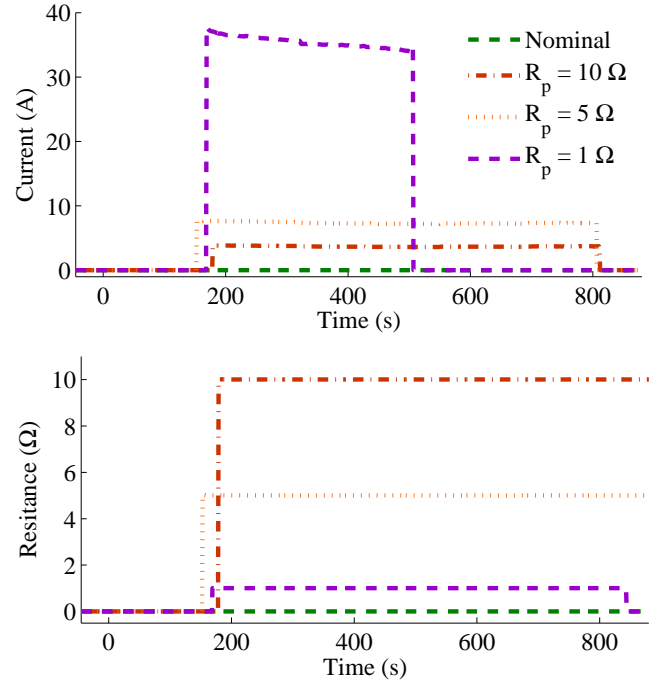 40
30
20
10
0
Current (A)
Nominal
R_p = 10 Ω
R_p = 5 Ω
R_p = 1 Ω
0 200 400 600 800
Time (s)
10
8
6
4
2
0
Resitance (Ω)
0 200 400 600 800
Time (s)